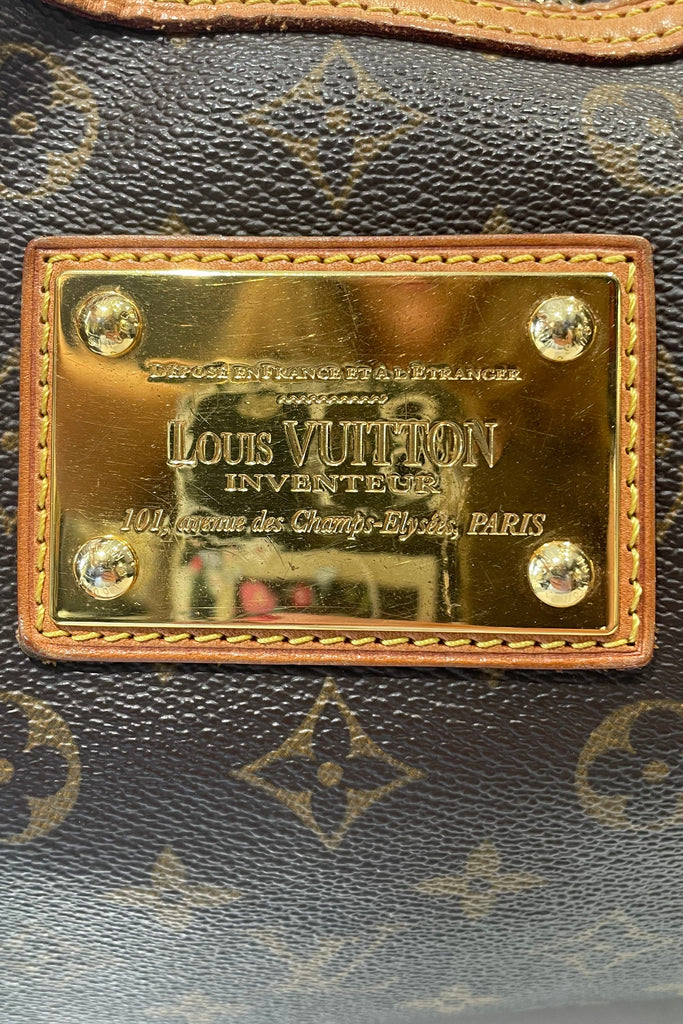 DÉPOSÉ EN FRANCE ET A L'ETRANGER
LOUIS VUITTON
INVENTEUR
101, avenue des Champs-Elysées, PARIS